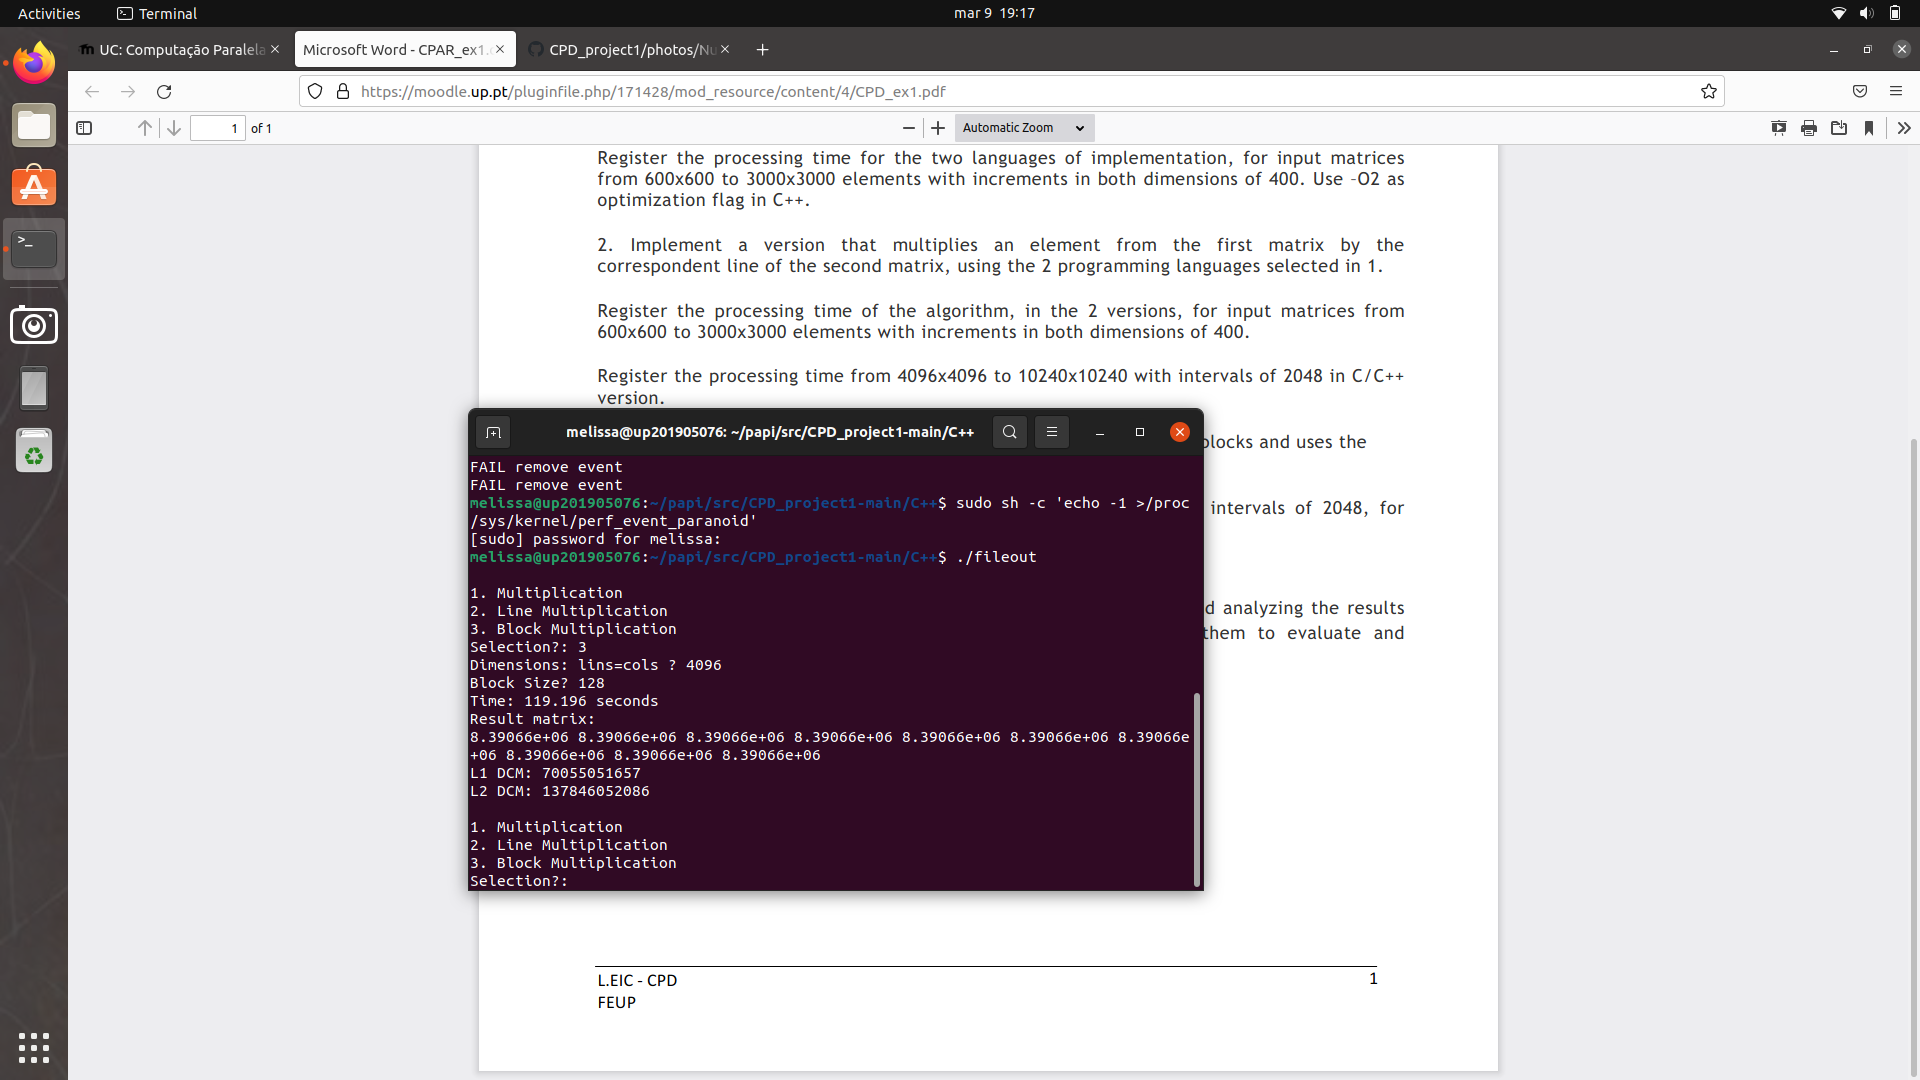 Activities
Terminal
mar 9 19:17
UC: Computação Paralela
Microsoft Word - CPAR_ex1.
CPD_project1/photos/Nu
https://moodle.up.pt/pluginfile.php/171428/mod_resource/content/4/CPD_ex1.pdf
1 of 1
Automatic Zoom
Register the processing time for the two languages of implementation, for input matrices
from 600x600 to 3000x3000 elements with increments in both dimensions of 400. Use -O2 as
optimization flag in C++.
2. Implement a version that multiplies an element from the first matrix by the
correspondent line of the second matrix, using the 2 programming languages selected in 1.
Register the processing time of the algorithm, in the 2 versions, for input matrices from
600x600 to 3000x3000 elements with increments in both dimensions of 400.
Register the processing time from 4096x4096 to 10240x10240 with intervals of 2048 in C/C++
version.
blocks and uses the
intervals of 2048, for
d analyzing the results
them to evaluate and
melissa@up201905076: ~/papi/src/CPD_project1-main/C++
FAIL remove event
FAIL remove event
melissa@up201905076:~/papi/src/CPD_project1-main/C++$ sudo sh -c 'echo -1 >/proc
/sys/kernel/perf_event_paranoid'
[sudo] password for melissa:
melissa@up201905076:~/papi/src/CPD_project1-main/C++$ ./fileout
1. Multiplication
2. Line Multiplication
3. Block Multiplication
Selection?: 3
Dimensions: lins=cols ? 4096
Block Size? 128
Time: 119.196 seconds
Result matrix:
8.39066e+06 8.39066e+06 8.39066e+06 8.39066e+06 8.39066e+06 8.39066e+06 8.39066e
+06 8.39066e+06 8.39066e+06 8.39066e+06
L1 DCM: 70055051657
L2 DCM: 137846052086
1. Multiplication
2. Line Multiplication
3. Block Multiplication
Selection?:
L.EIC - CPD
1
FEUP